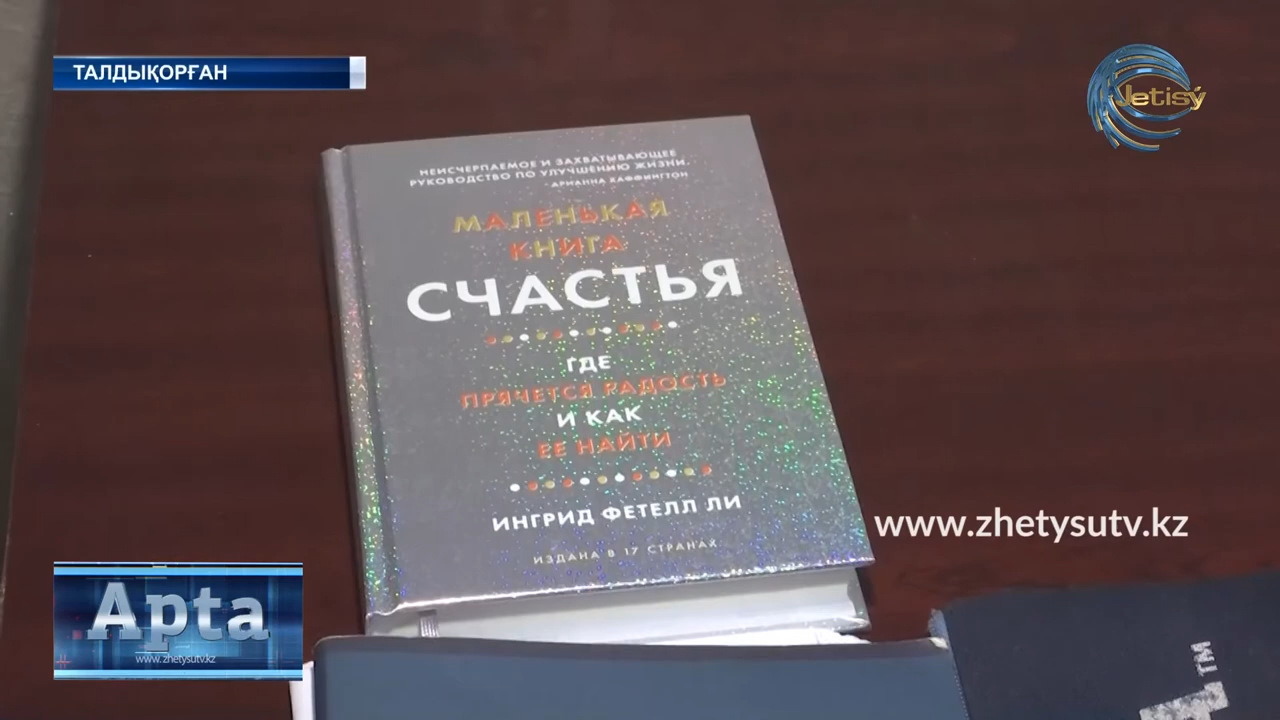 ТАЛДЫҚОРҒАН
Jetisý
НЕИСЧЕРПАЕМОЕ И ЗАХВАТЫВАЮЩЕЕ
РУКОВОДСТВО ПО УЛУЧШЕНИЮ ЖИЗНИ.
- АРИАННА ХАФФИНГТОН
МАЛЕНЬКАЯ
КНИГА
СЧАСТЬЯ
ГДЕ
ПРЯЧЕТСЯ РАДОСТЬ
И КАК
ЕЕ НАЙТИ
ИНГРИД ФЕТЕЛЛ ЛИ
ИЗДАНА В 17 СТРАНАХ
www.zhetysutv.kz
Apta
www.zhetysutv.kz
TM